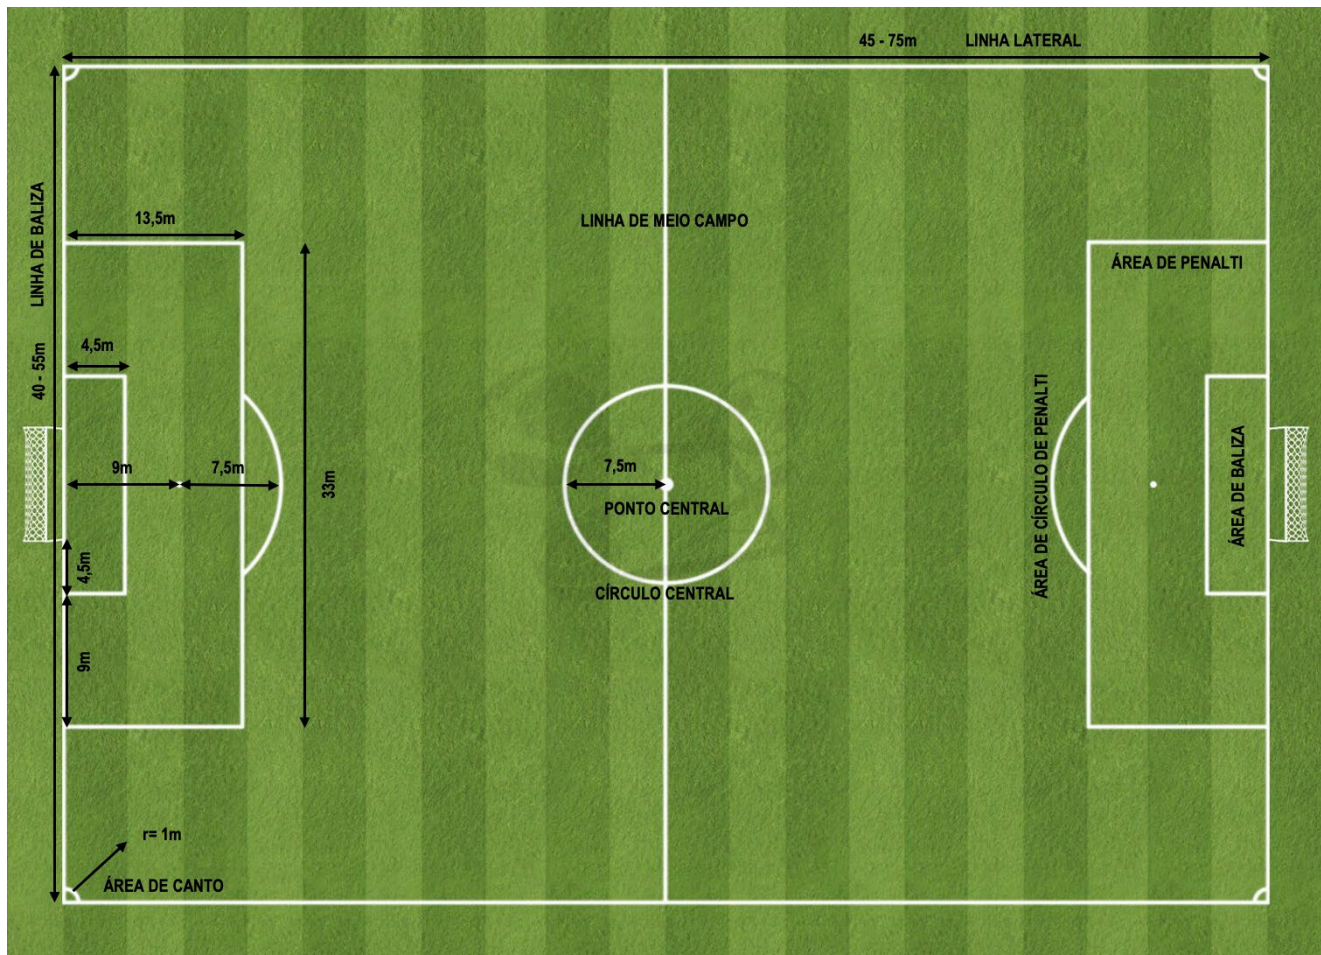 45 - 75m LINHA LATERAL
LINHA DE BALIZA
40 - 55m
13,5m
LINHA DE MEIO CAMPO
ÁREA DE PENALTI
4,5m
9m
7,5m
33m
7,5m
PONTO CENTRAL
CÍRCULO CENTRAL
ÁREA DE CÍRCULO DE PENALTI
ÁREA DE BALIZA
4,5m
9m
r= 1m
ÁREA DE CANTO